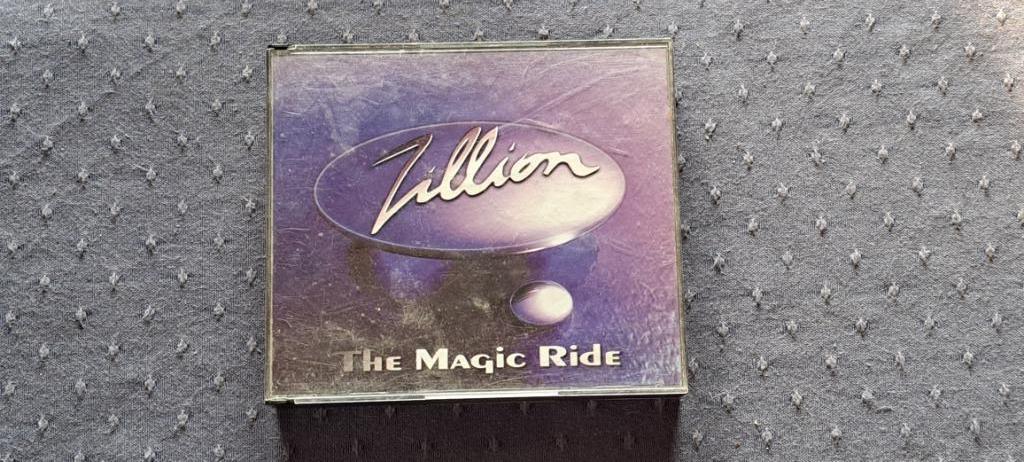 Zillion
The Magic Ride